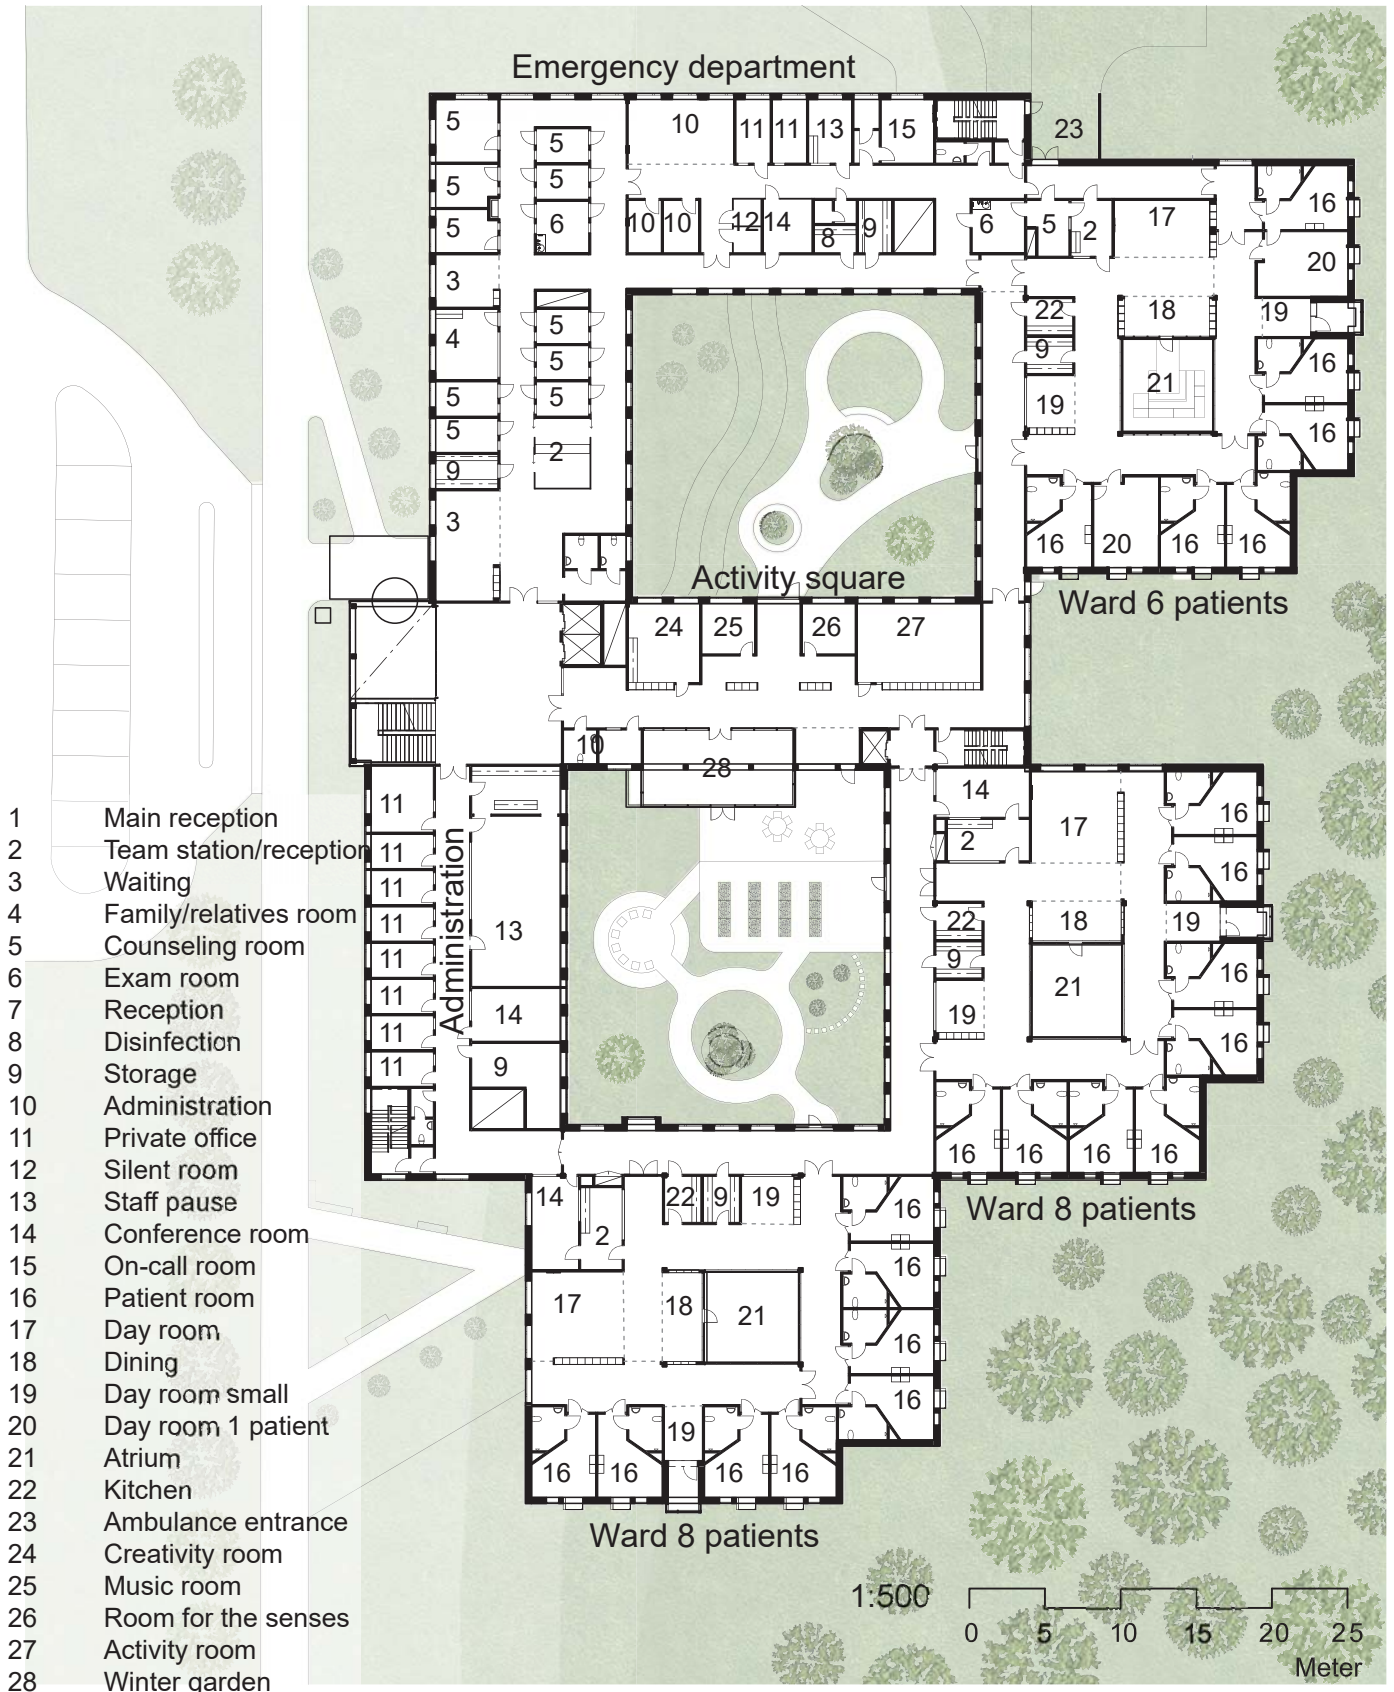 Emergency department
5 10 11 11 13 15 23
5
5
5 5 16
5 6 10 10 12 14 8 9 6 5 2 17
3 20
5 22 18 19
4 5 9 16
5 5 21
5 19
9 2 16
3
16 20 16 16
Activity square
Ward 6 patients
24 25 26 27
10
28
11 14 17 16
11 2
11 16
11 22 18 19
13 9
11 16
11 14 19 21
11 16
11 9
Administration
16 16 16 16
Ward 8 patients
14 22 9 19 16
2
16
17 18 21
16
16
19
16 16 16 16
Ward 8 patients
1 Main reception
2 Team station/reception
3 Waiting
4 Family/relatives room
5 Counseling room
6 Exam room
7 Reception
8 Disinfection
9 Storage
10 Administration
11 Private office
12 Silent room
13 Staff pause
14 Conference room
15 On-call room
16 Patient room
17 Day room
18 Dining
19 Day room small
20 Day room 1 patient
21 Atrium
22 Kitchen
23 Ambulance entrance
24 Creativity room
25 Music room
26 Room for the senses
27 Activity room
28 Winter garden
1:500
0 5 10 15 20 25
Meter